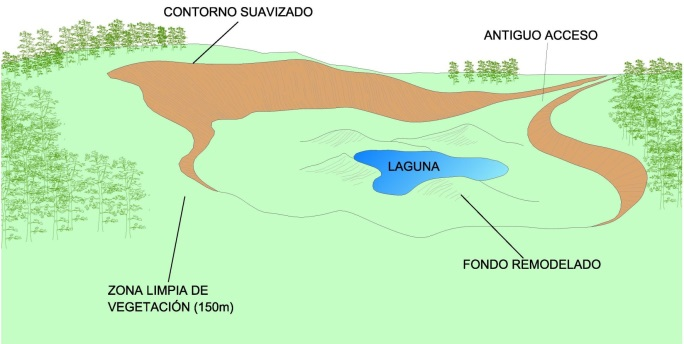 CONTORNO SUAVIZADO
ANTIGUO ACCESO
LAGUNA
FONDO REMODELADO
ZONA LIMPIA DE
VEGETACIÓN (150m)